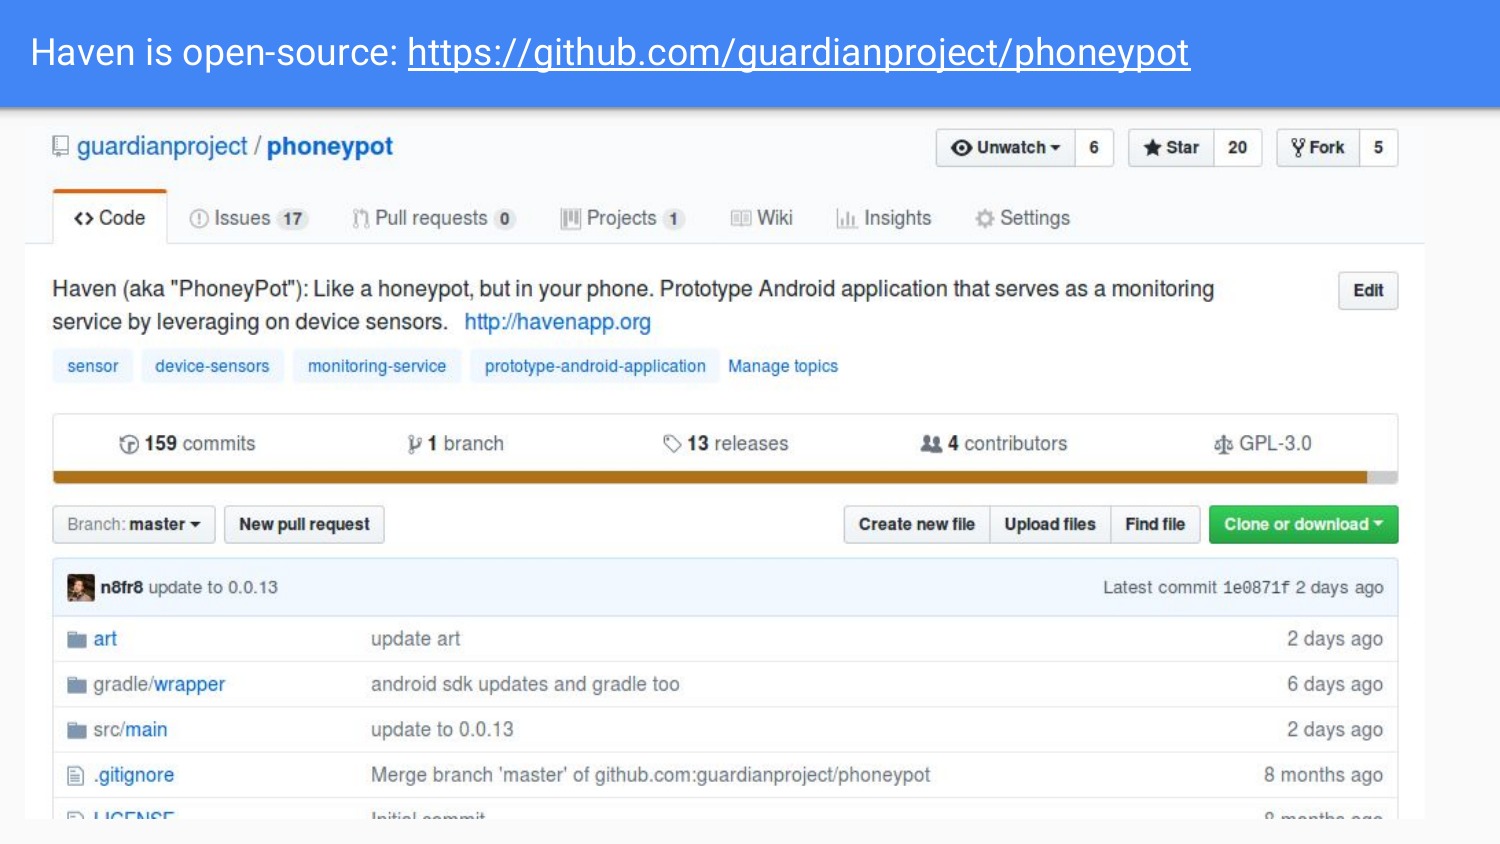 Haven is open-source: https://github.com/guardianproject/phoneypot
guardianproject / phoneypot
Unwatch 6 Star 20 Fork 5
Code Issues 17 Pull requests 0 Projects 1 Wiki Insights Settings
Haven (aka "PhoneyPot"): Like a honeypot, but in your phone. Prototype Android application that serves as a monitoring
service by leveraging on device sensors. http://havenapp.org
Edit
sensor device-sensors monitoring-service prototype-android-application Manage topics
159 commits 1 branch 13 releases 4 contributors GPL-3.0
Branch: master New pull request Create new file Upload files Find file Clone or download
n8fr8 update to 0.0.13 Latest commit 1e0871f 2 days ago
art update art 2 days ago
gradle/wrapper android sdk updates and gradle too 6 days ago
src/main update to 0.0.13 2 days ago
.gitignore Merge branch 'master' of github.com:guardianproject/phoneypot 8 months ago
LICENSE Initial commit months ago